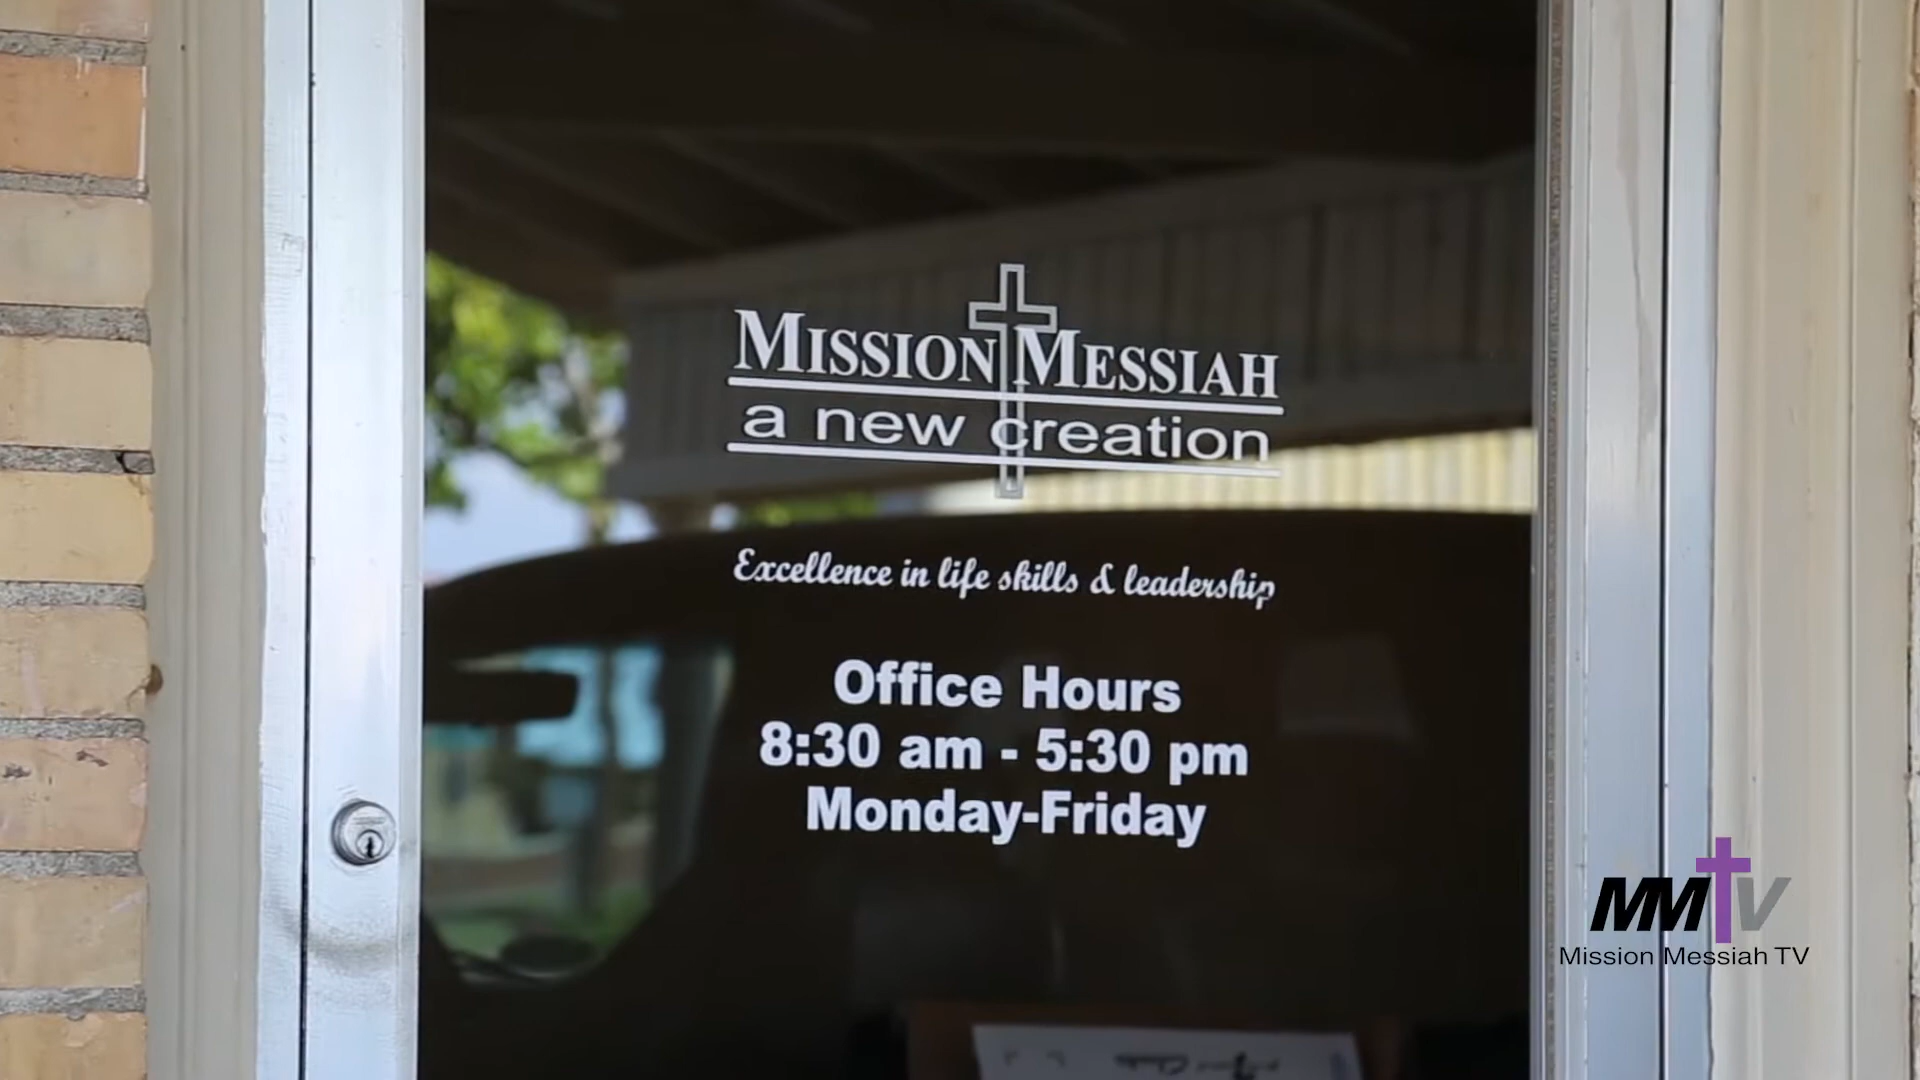 Mission Messiah
a new creation
Excellence in life skills & leadership
Office Hours
8:30 am - 5:30 pm
Monday-Friday
MMTV
Mission Messiah TV